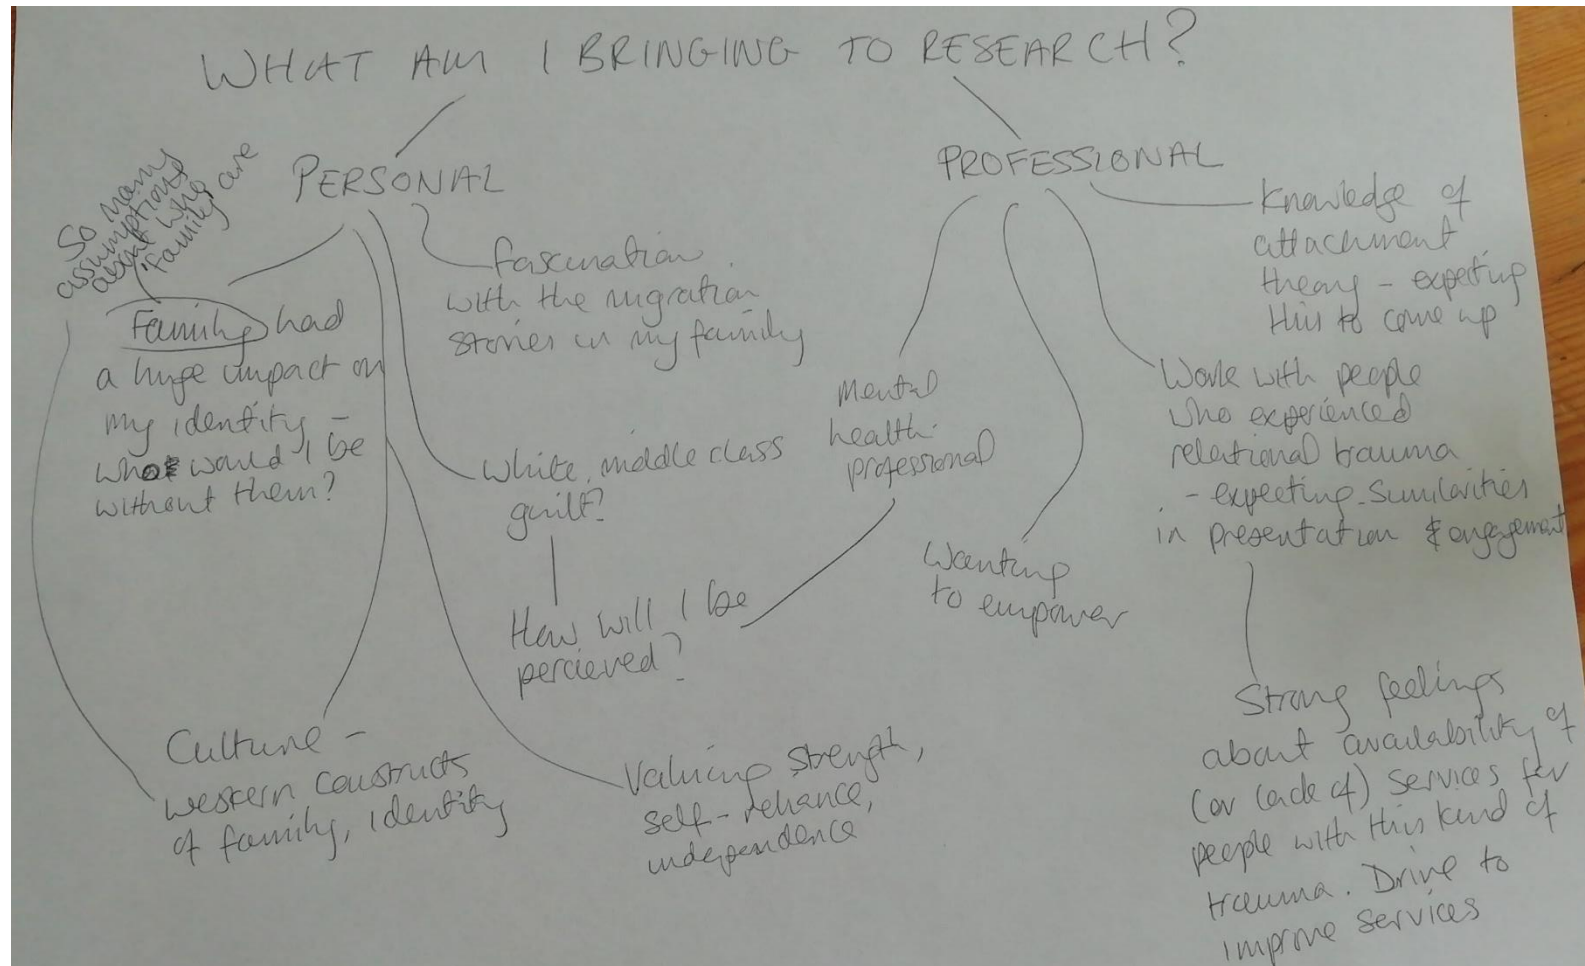 WHAT AM I BRINGING TO RESEARCH?
PERSONAL
So many
assumptions
about who are
'family'
Family had
a huge impact on
my identity -
who would I be
without them?
fascination
with the migration
stories in my family
White, middle class
guilt?
How will I be
percieved?
Culture -
western constructs
of family, identity
Valuing strength,
self-reliance,
independence
PROFESSIONAL
Mental
health
professional
Wanting
to empower
Knowledge of
attachment
theory - expecting
this to come up
Work with people
who experienced
relational trauma
- expecting similarities
in presentation & engagement
Strong feelings
about availability of
(or lack of) services for
people with this kind of
trauma. Drive to
improve services